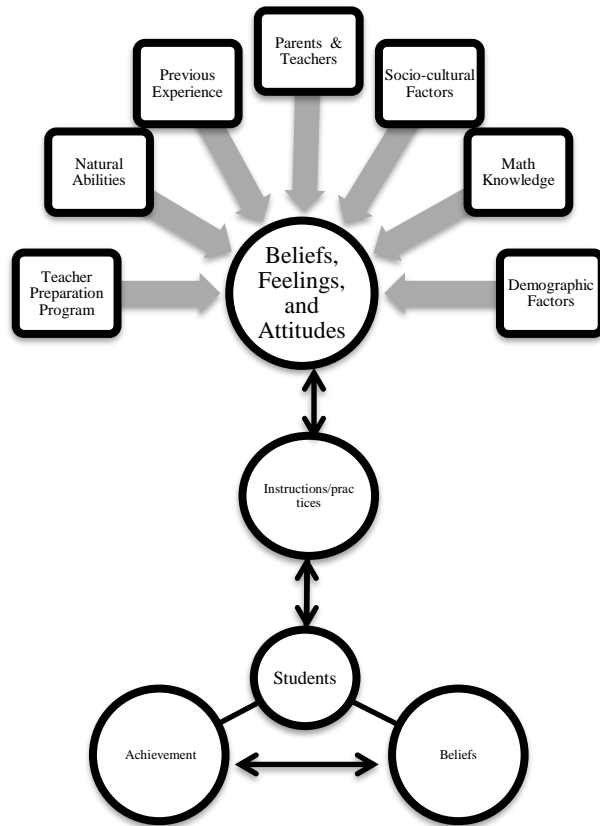 Parents &
Teachers
Previous
Experience
Socio-cultural
Factors
Natural
Abilities
Math
Knowledge
Teacher
Preparation
Program
Beliefs,
Feelings,
and
Attitudes
Demographic
Factors
Instructions/prac
tices
Students
Achievement
Beliefs